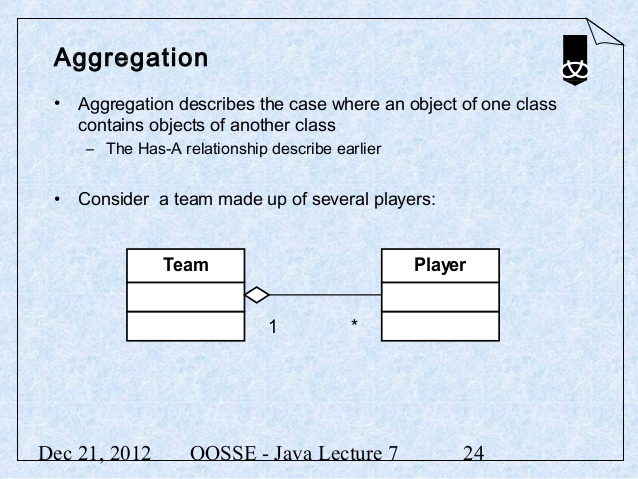 Aggregation
• Aggregation describes the case where an object of one class
contains objects of another class
– The Has-A relationship describe earlier
• Consider a team made up of several players:
Team Player
1 *
Dec 21, 2012 OOSSE - Java Lecture 7 24